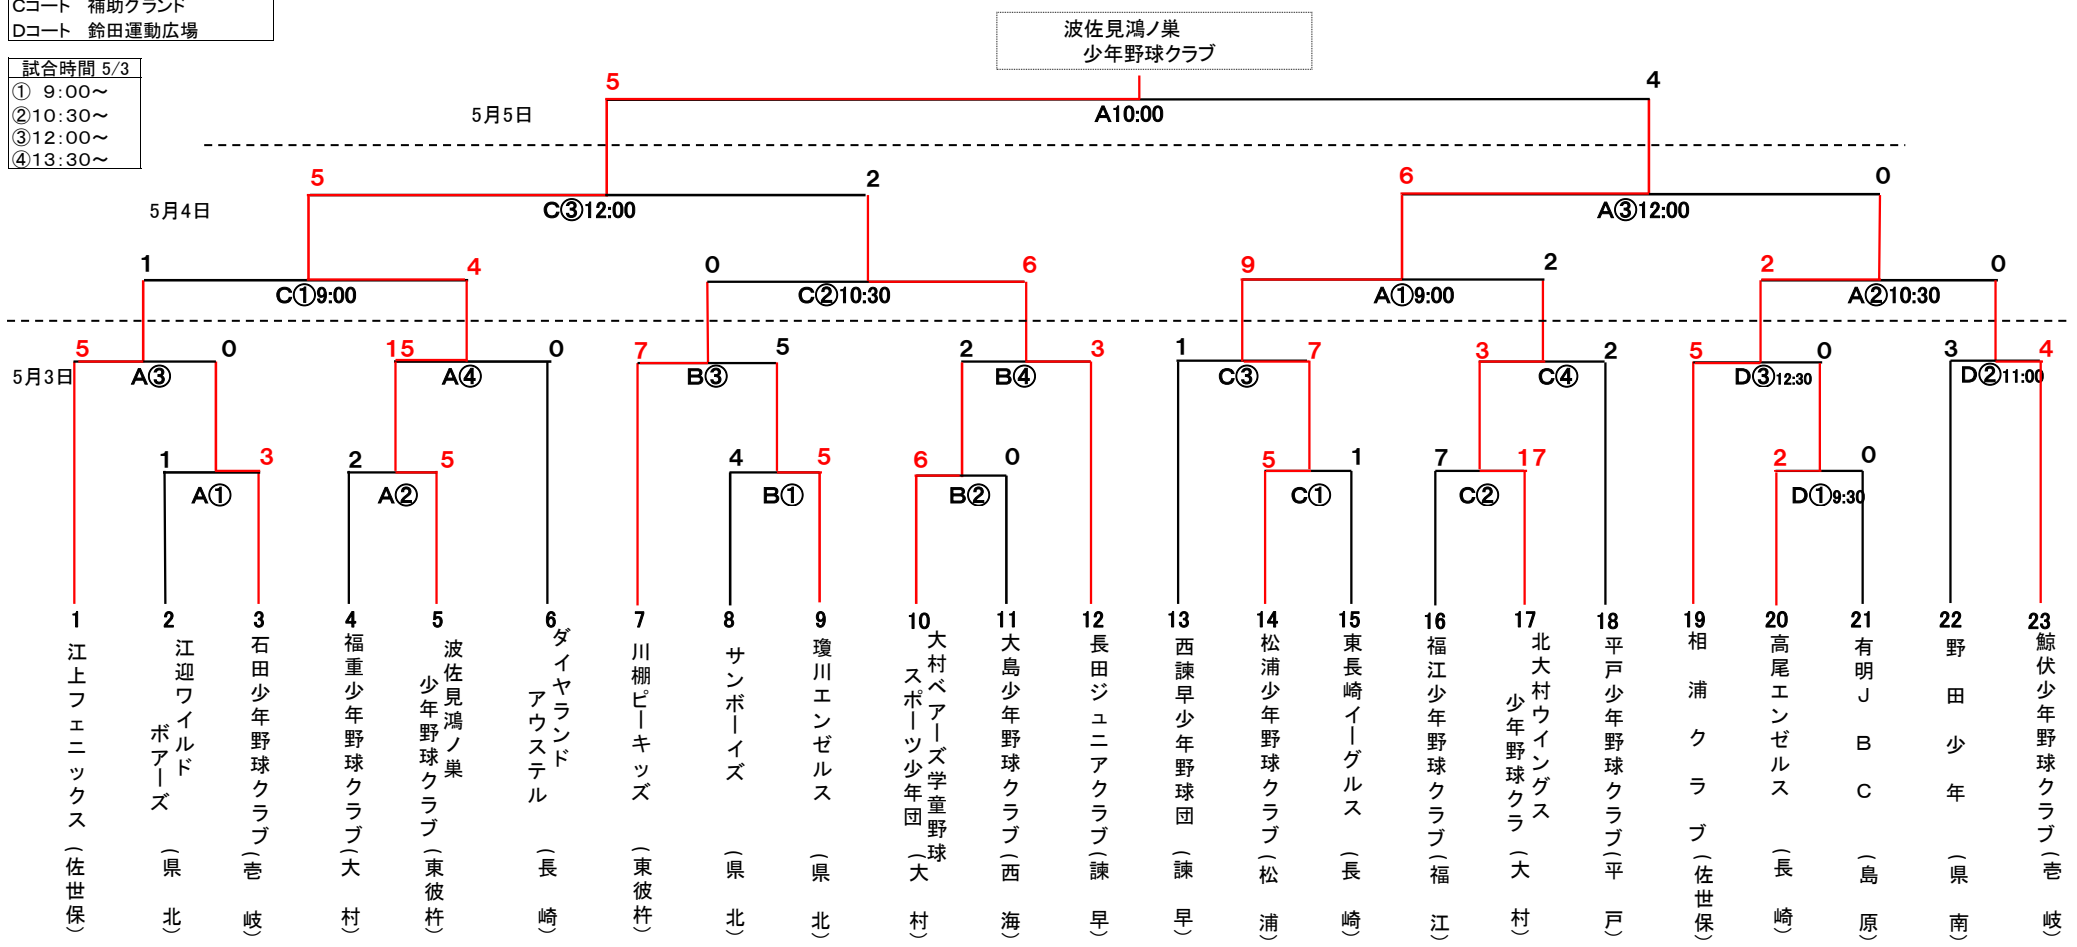 Cコート 補助グランド
Dコート 鈴田運動広場
試合時間 5/3
① 9:00～
②10:30～
③12:00～
④13:30～
波佐見鴻ノ巣
少年野球クラブ
5 4
5月5日 A10:00
5 2 6 0
5月4日 C③12:00 A③12:00
1 4 0 6 9 2 2 0
C①9:00 C②10:30 A①9:00 A②10:30
5 0 15 0 7 5 2 3 1 7 3 2 5 0 3 4
5月3日 A③ A④ B③ B④ C③ C④ D③12:30 D②11:00
1 3 2 5 4 5 6 0 5 1 7 17 2 0
A① A② B① B② C① C② D①9:30
1 2 3 4 5 6 7 8 9 10 11 12 13 14 15 16 17 18 19 20 21 22 23
江上フェニックス(佐世保)
江迎ワイルド
ボアーズ (県北)
石田少年野球クラブ(壱岐)
福重少年野球クラブ(大村)
波佐見鴻ノ巣
少年野球クラブ(東彼杵)
ダイヤランド
アウステル (長崎)
川棚ピーキッズ (東彼杵)
サンボーイズ (県北)
瓊川エンゼルス (県北)
大村ベアーズ学童野球
スポーツ少年団 (大村)
大島少年野球クラブ(西海)
長田ジュニアクラブ(諫早)
西諫早少年野球団 (諫早)
松浦少年野球クラブ(松浦)
東長崎イーグルス (長崎)
福江少年野球クラブ(福江)
北大村ウイングス
少年野球クラ (大村)
平戸少年野球クラブ(平戸)
相浦クラブ(佐世保)
高尾エンゼルス (長崎)
有明JBC (島原)
野田少年 (県南)
鯨伏少年野球クラブ(壱岐)